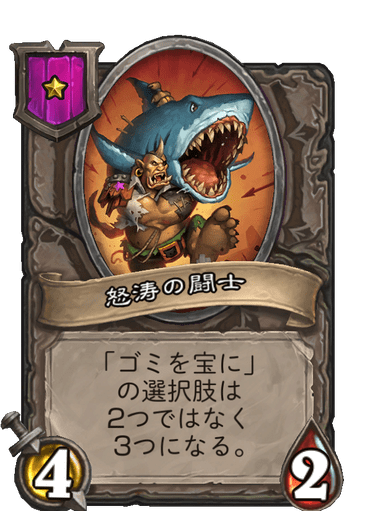 怒涛の闘士
「ゴミを宝に」
の選択肢は
2つではなく
3つになる。
4
2